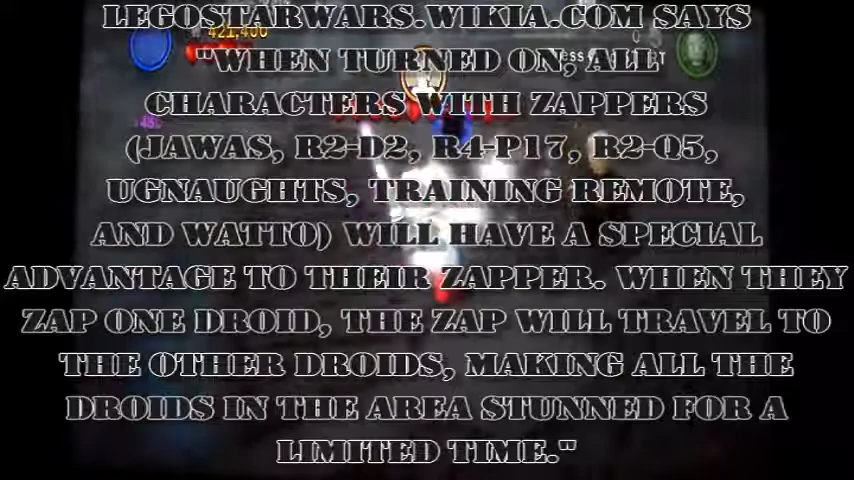 LEGOSTARWARS.WIKIA.COM SAYS
421,400
"WHEN TURNED ON, ALL
CHARACTERS WITH ZAPPERS
(JAWAS, R2-D2, R4-P17, R2-Q5,
UGNAUGHTS, TRAINING REMOTE,
AND WATTO) WILL HAVE A SPECIAL
ADVANTAGE TO THEIR ZAPPER. WHEN THEY
ZAP ONE DROID, THE ZAP WILL TRAVEL TO
THE OTHER DROIDS, MAKING ALL THE
DROIDS IN THE AREA STUNNED FOR A
LIMITED TIME."